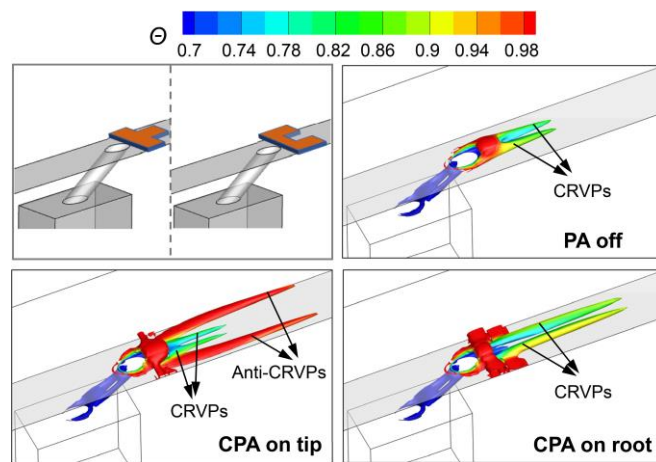 Θ
0.7 0.74 0.78 0.82 0.86 0.9 0.94 0.98
CRVPs
PA off
Anti-CRVPs
CRVPs
CPA on tip
CRVPs
CPA on root